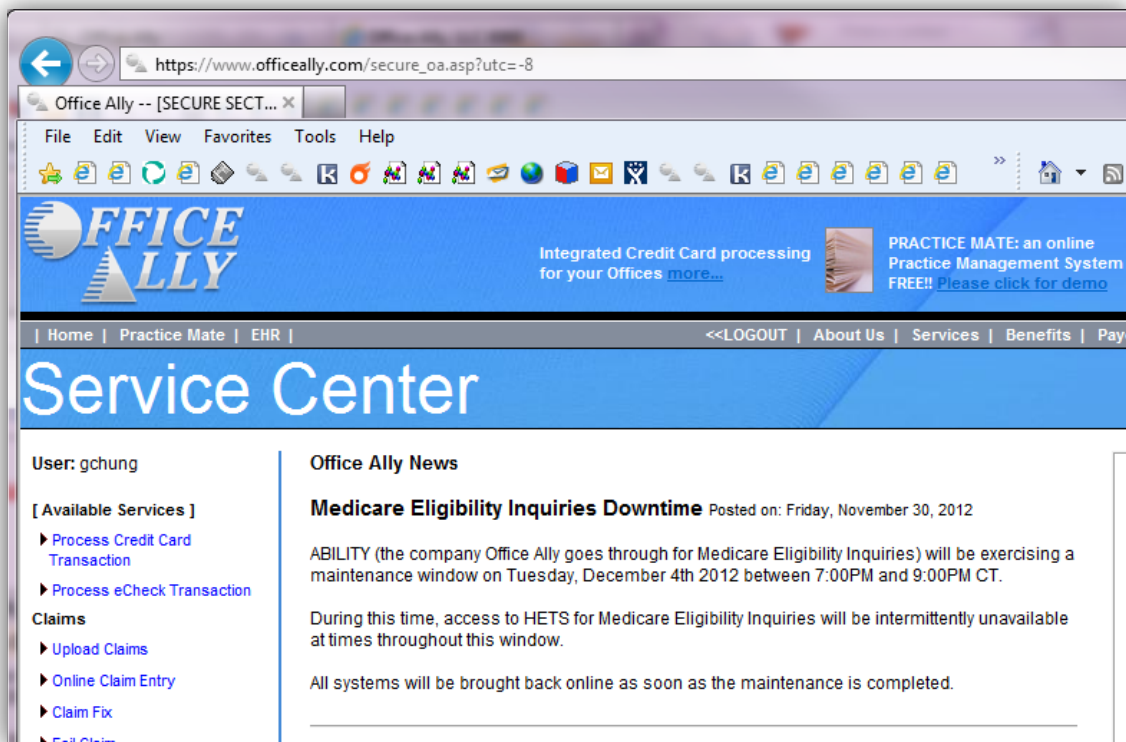 https://www.officeally.com/secure_oa.asp?utc=-8
Office Ally -- [SECURE SECT...
File Edit View Favorites Tools Help
OFFICE
ALLY
Integrated Credit Card processing
for your Offices more...
PRACTICE MATE: an online
Practice Management System
FREE!! Please click for demo
| Home | Practice Mate | EHR |
<<LOGOUT | About Us | Services | Benefits | Pay
Service Center
User: gchung
[ Available Services ]
Process Credit Card
Transaction
Process eCheck Transaction
Claims
Upload Claims
Online Claim Entry
Claim Fix
Office Ally News
Medicare Eligibility Inquiries Downtime Posted on: Friday, November 30, 2012
ABILITY (the company Office Ally goes through for Medicare Eligibility Inquiries) will be exercising a
maintenance window on Tuesday, December 4th 2012 between 7:00PM and 9:00PM CT.
During this time, access to HETS for Medicare Eligibility Inquiries will be intermittently unavailable
at times throughout this window.
All systems will be brought back online as soon as the maintenance is completed.